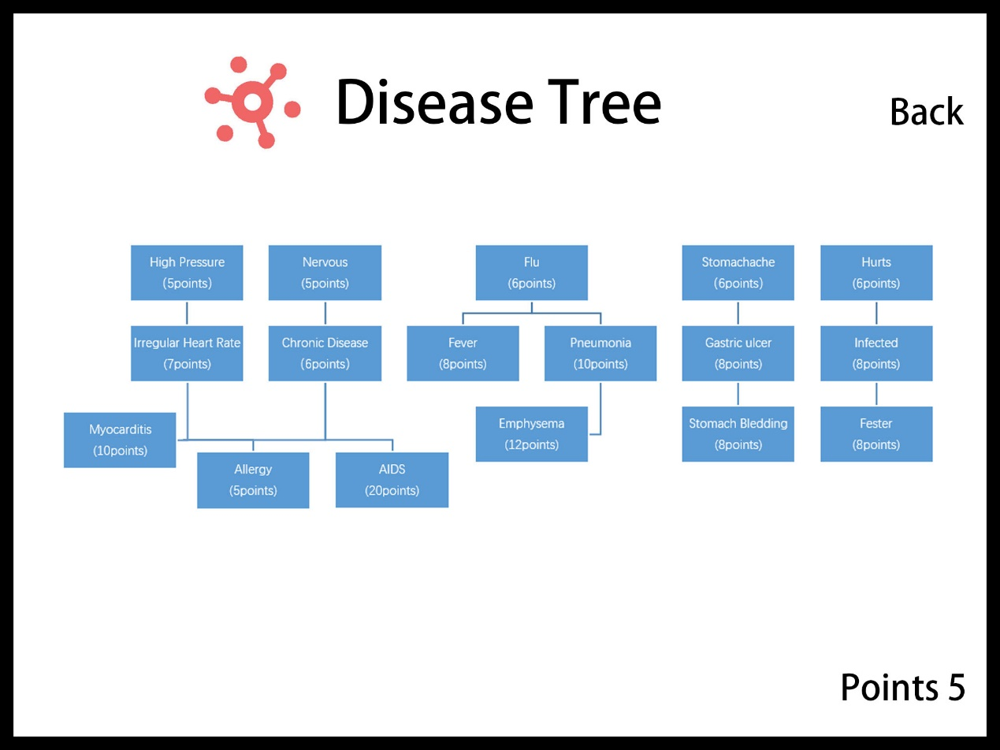 Disease Tree
Back
High Pressure
(5points)
Nervous
(5points)
Flu
(6points)
Stomachache
(6points)
Hurts
(6points)
Irregular Heart Rate
(7points)
Chronic Disease
(6points)
Fever
(8points)
Pneumonia
(10points)
Gastric ulcer
(8points)
Infected
(8points)
Myocarditis
(10points)
Allergy
(5points)
AIDS
(20points)
Emphysema
(12points)
Stomach Bledding
(8points)
Fester
(8points)
Points 5